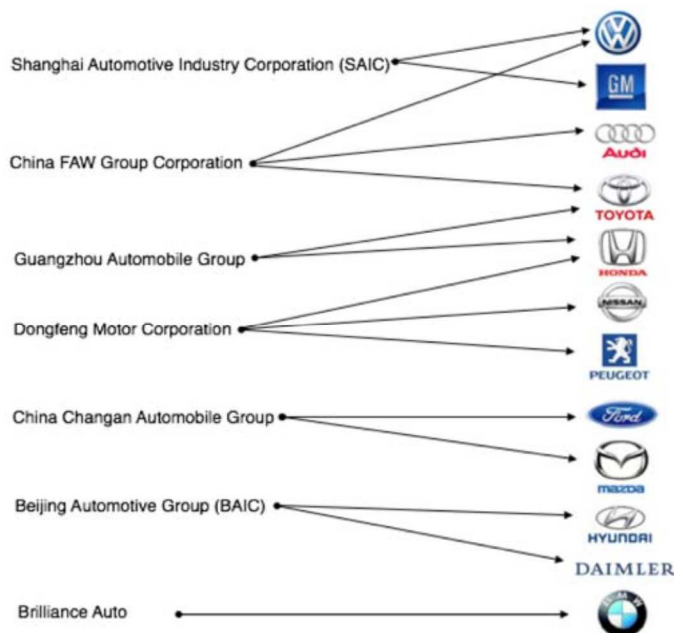 Shanghai Automotive Industry Corporation (SAIC)
GM
Audi
China FAW Group Corporation
TOYOTA
Guangzhou Automobile Group
HONDA
NISSAN
Dongfeng Motor Corporation
PEUGEOT
China Changan Automobile Group
Ford
mazda
Beijing Automotive Group (BAIC)
HYUNDAI
DAIMLER
Brilliance Auto
BMW